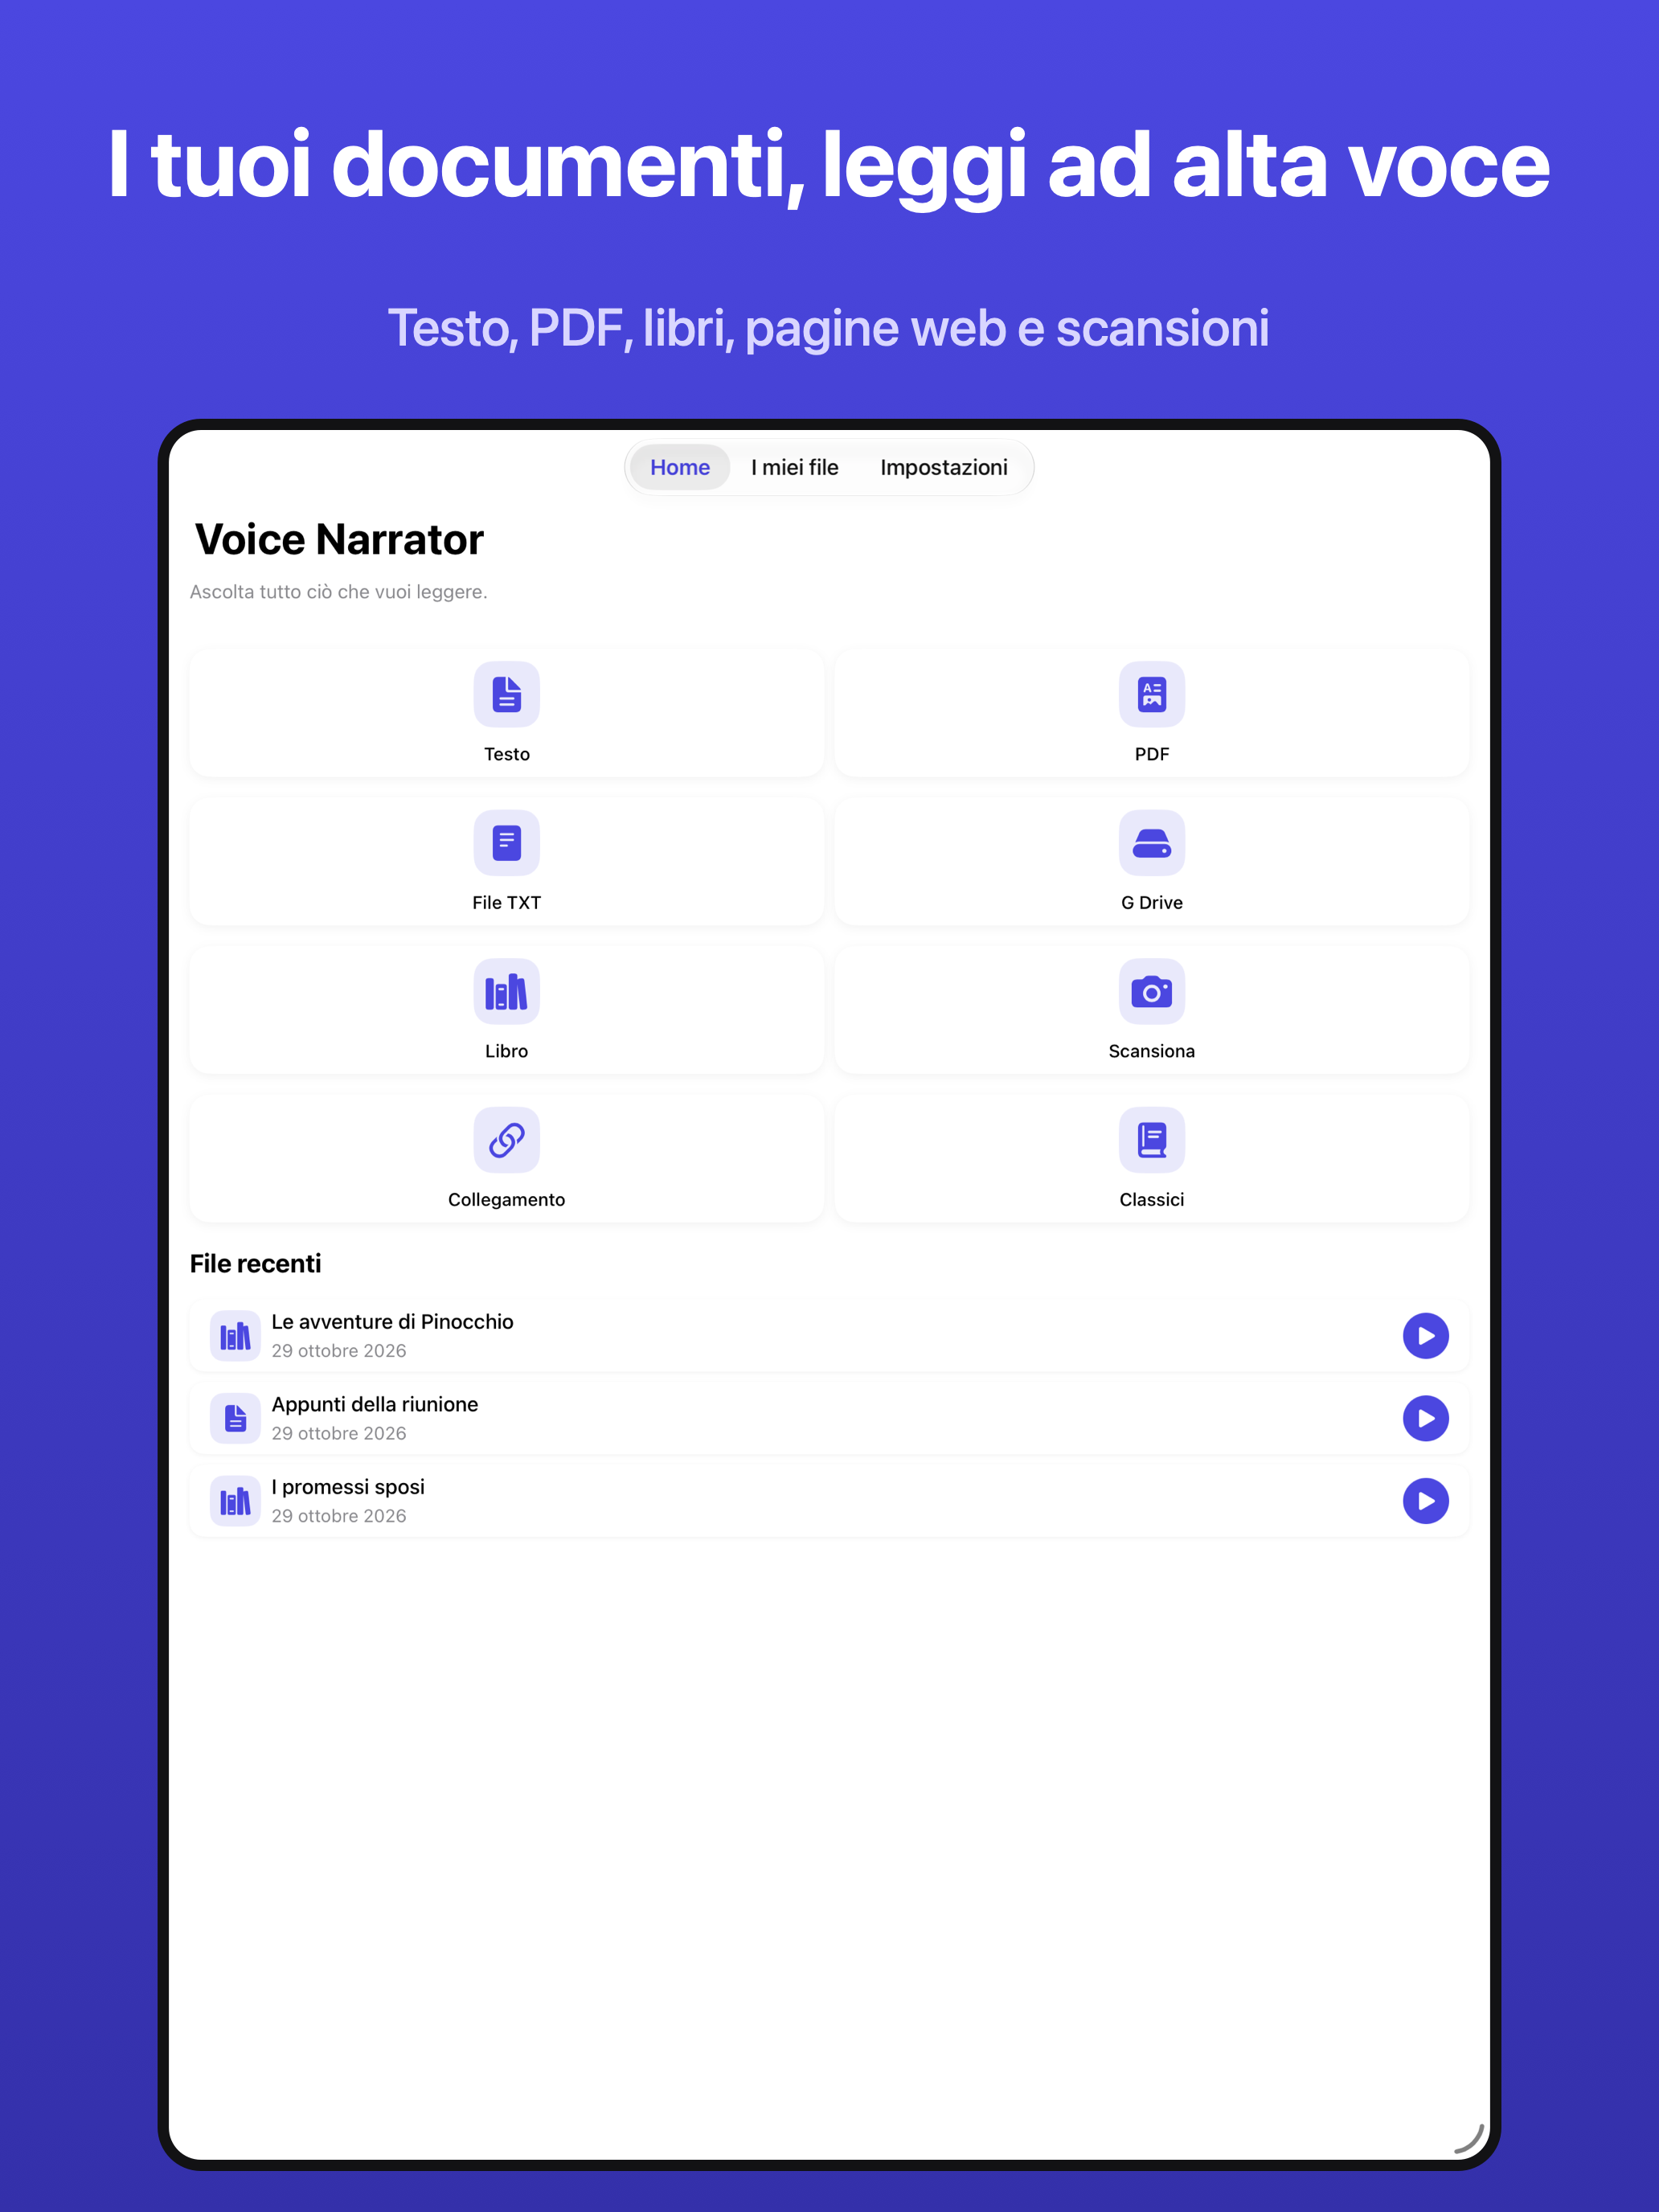 I tuoi documenti, leggi ad alta voce
Testo, PDF, libri, pagine web e scansioni
Home
I miei file
Impostazioni
Voice Narrator
Ascolta tutto ciò che vuoi leggere.
Testo
PDF
File TXT
G Drive
Libro
Scansiona
Collegamento
Classici
File recenti
Le avventure di Pinocchio
29 ottobre 2026
Appunti della riunione
29 ottobre 2026
I promessi sposi
29 ottobre 2026